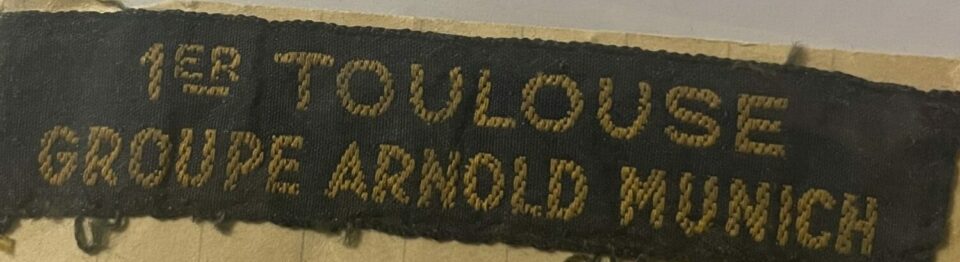 1ER TOULOUSE
GROUPE ARNOLD MUNICH